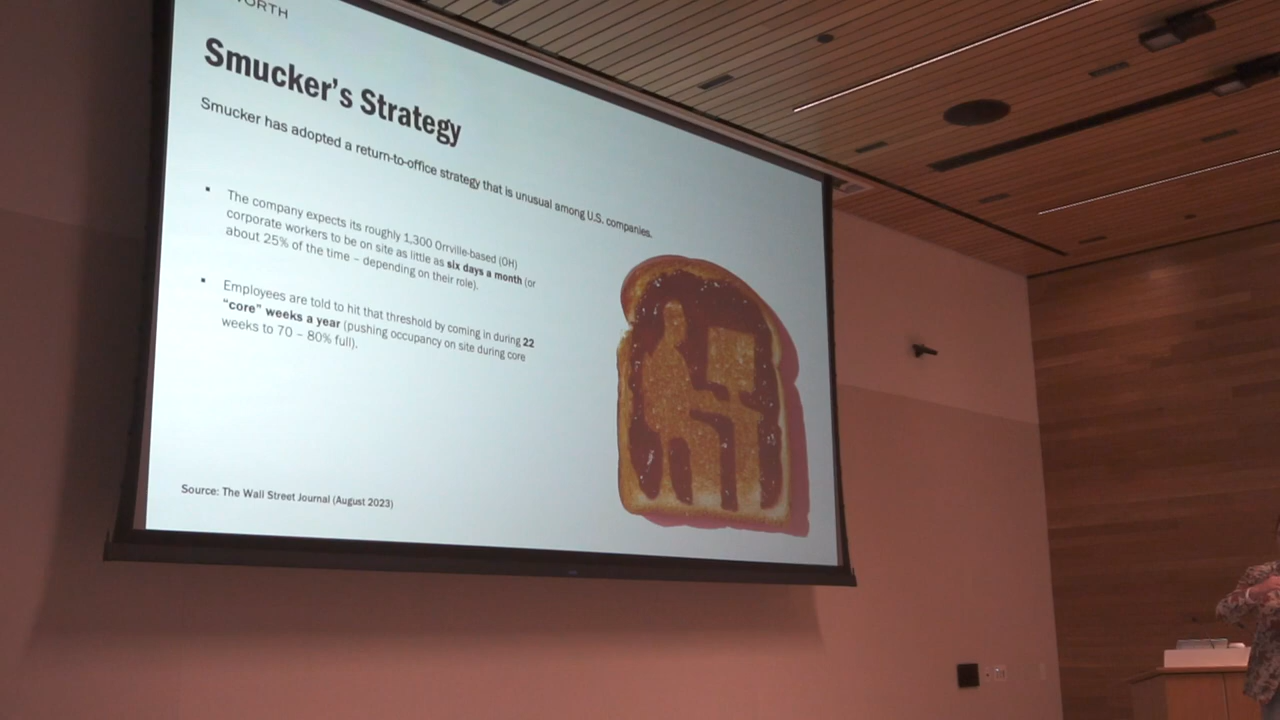 Smucker's Strategy
Smucker has adopted a return-to-office strategy that is unusual among U.S. companies.
▪ The company expects its roughly 1,300 Orrville-based (OH)
corporate workers to be on site as little as six days a month (or
about 25% of the time – depending on their role).
▪ Employees are told to hit that threshold by coming in during 22
“core” weeks a year (pushing occupancy on site during core
weeks to 70 – 80% full).
Source: The Wall Street Journal (August 2023)